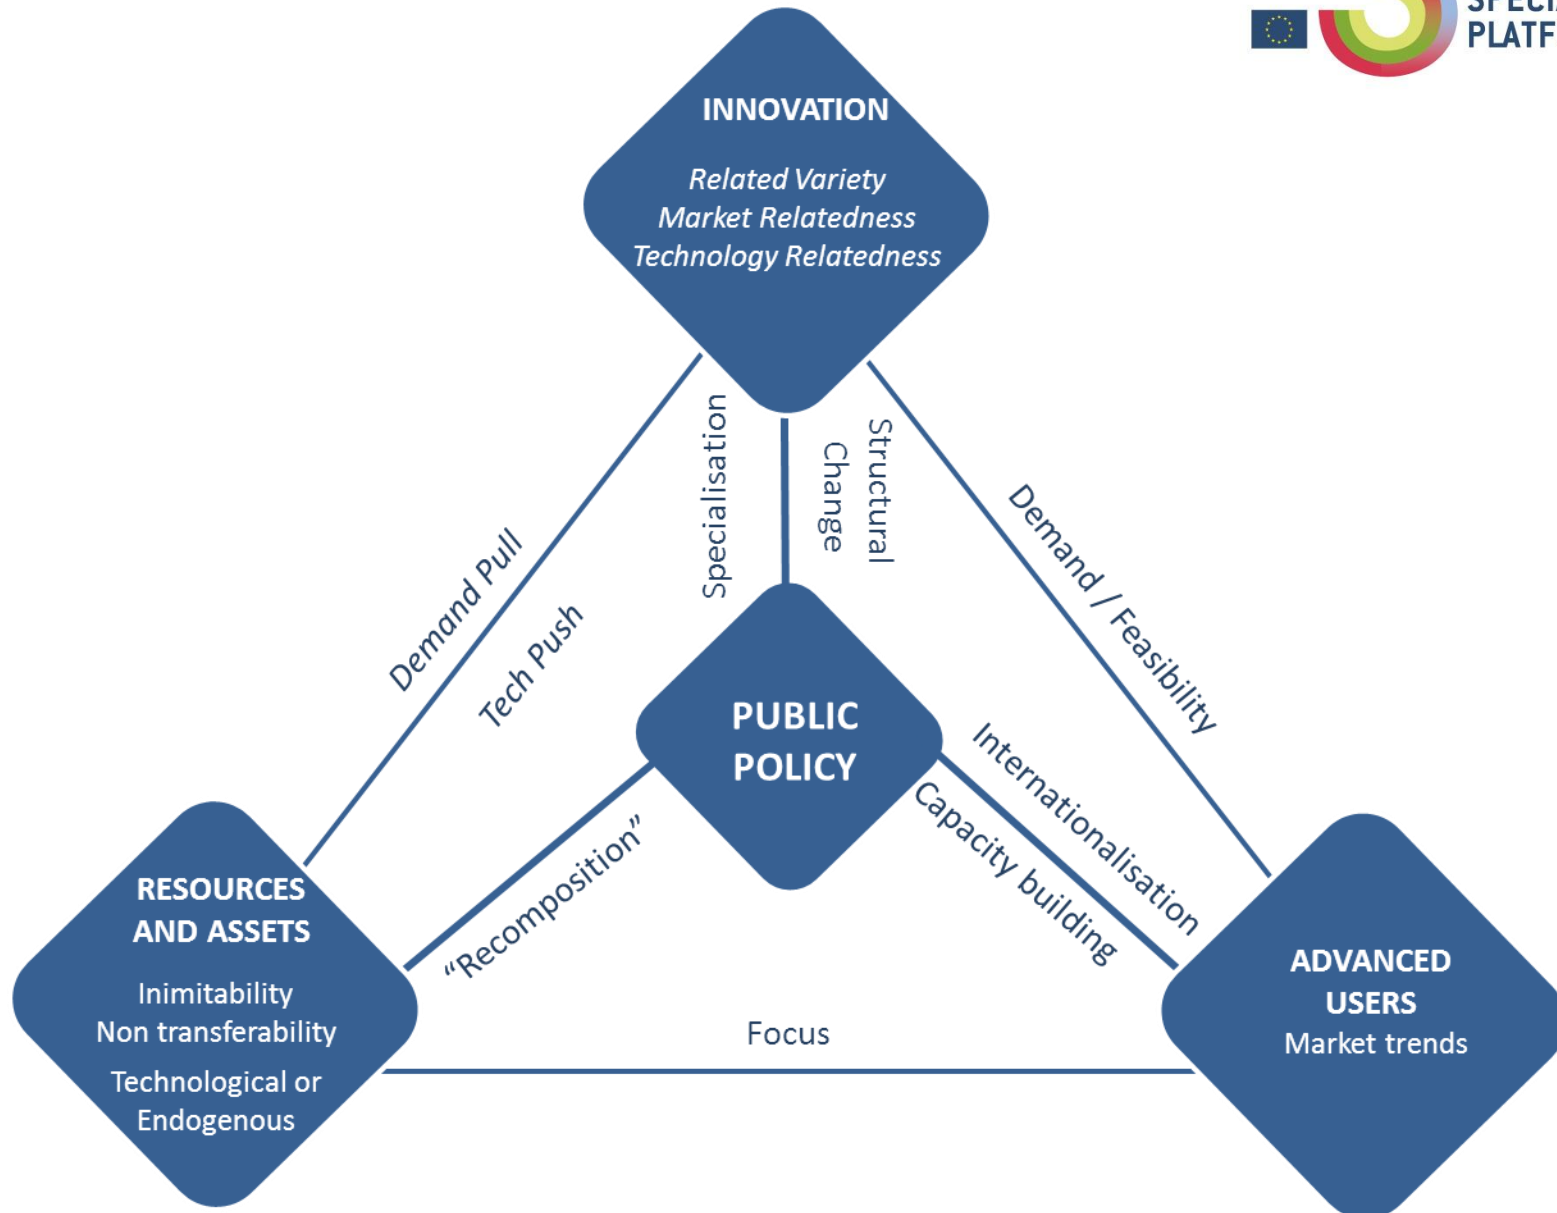 PLATF
INNOVATION
Related Variety
Market Relatedness
Technology Relatedness
Specialisation
Structural
Change
Demand Pull
Tech Push
Demand / Feasibility
PUBLIC
POLICY
Internationalisation
Capacity building
“Recomposition”
RESOURCES
AND ASSETS
Inimitability
Non transferability
Technological or
Endogenous
Focus
ADVANCED
USERS
Market trends